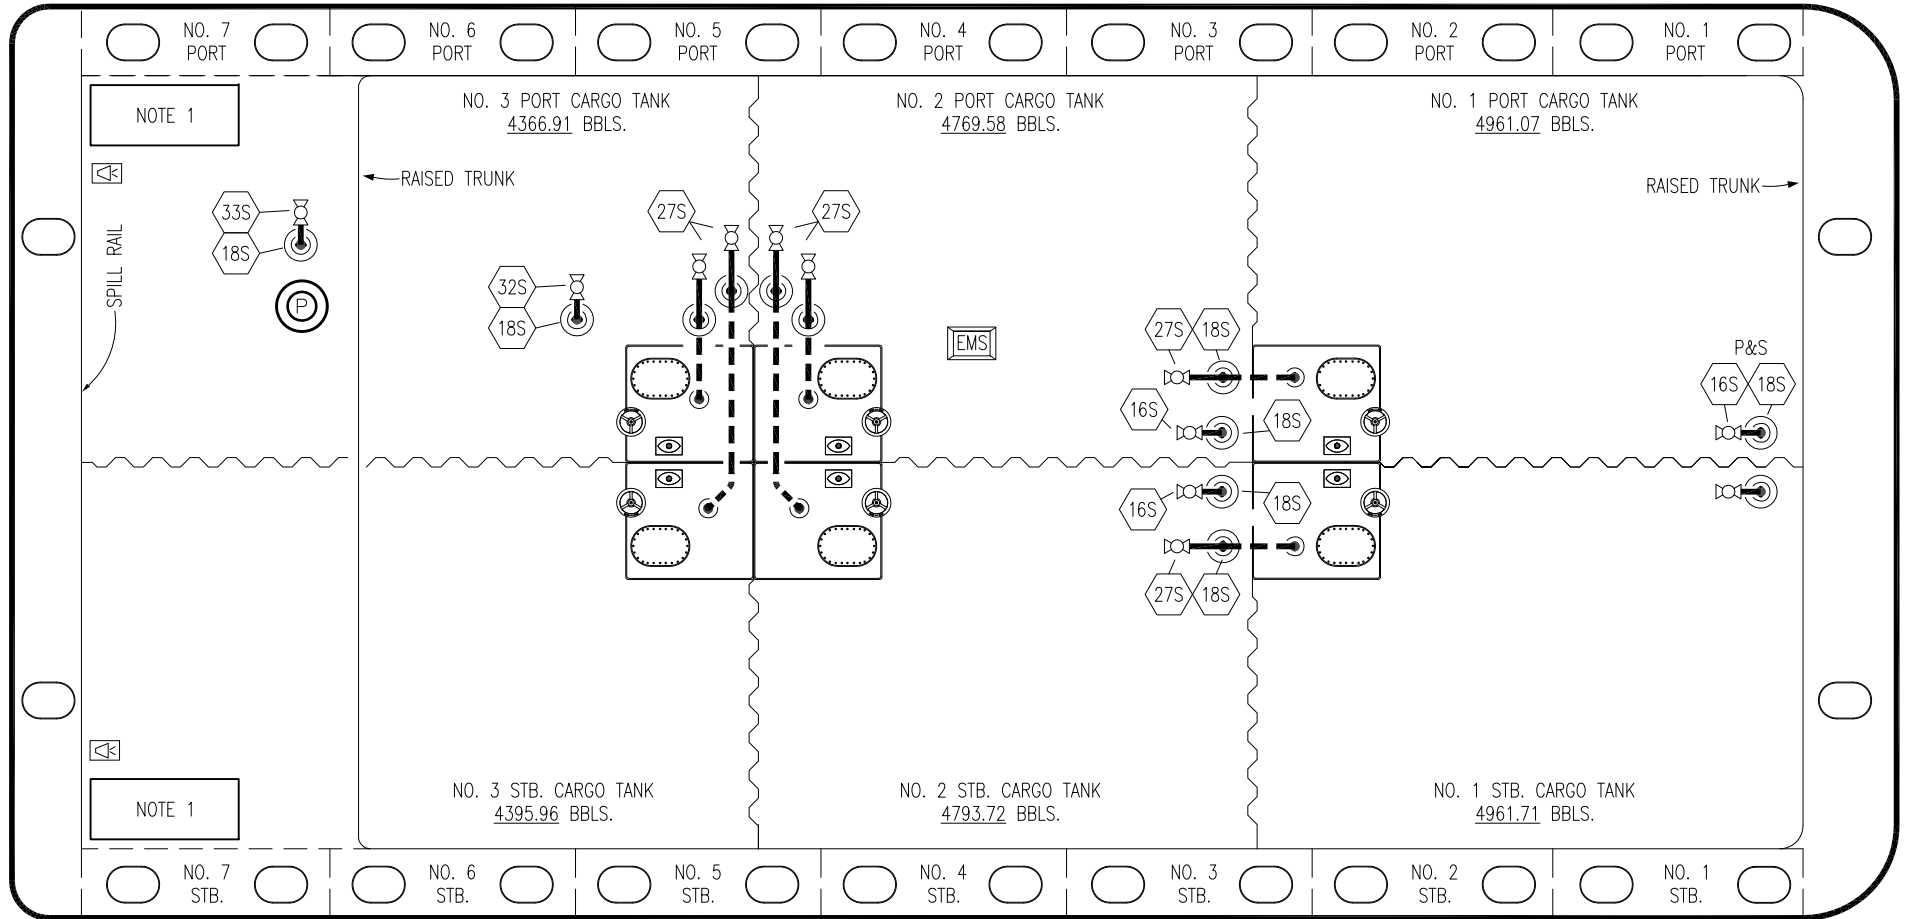 NO. 7
PORT
NO. 6
PORT
NO. 5
PORT
NO. 4
PORT
NO. 3
PORT
NO. 2
PORT
NO. 1
PORT
NOTE 1
NO. 3 PORT CARGO TANK
4366.91 BBLS.
NO. 2 PORT CARGO TANK
4769.58 BBLS.
NO. 1 PORT CARGO TANK
4961.07 BBLS.
RAISED TRUNK
RAISED TRUNK
SPILL RAIL
33S
18S
P
32S
18S
27S
27S
EMS
27S
18S
16S
18S
P&S
16S
18S
16S
18S
27S
18S
NOTE 1
NO. 3 STB. CARGO TANK
4395.96 BBLS.
NO. 2 STB. CARGO TANK
4793.72 BBLS.
NO. 1 STB. CARGO TANK
4961.71 BBLS.
NO. 7
STB.
NO. 6
STB.
NO. 5
STB.
NO. 4
STB.
NO. 3
STB.
NO. 2
STB.
NO. 1
STB.